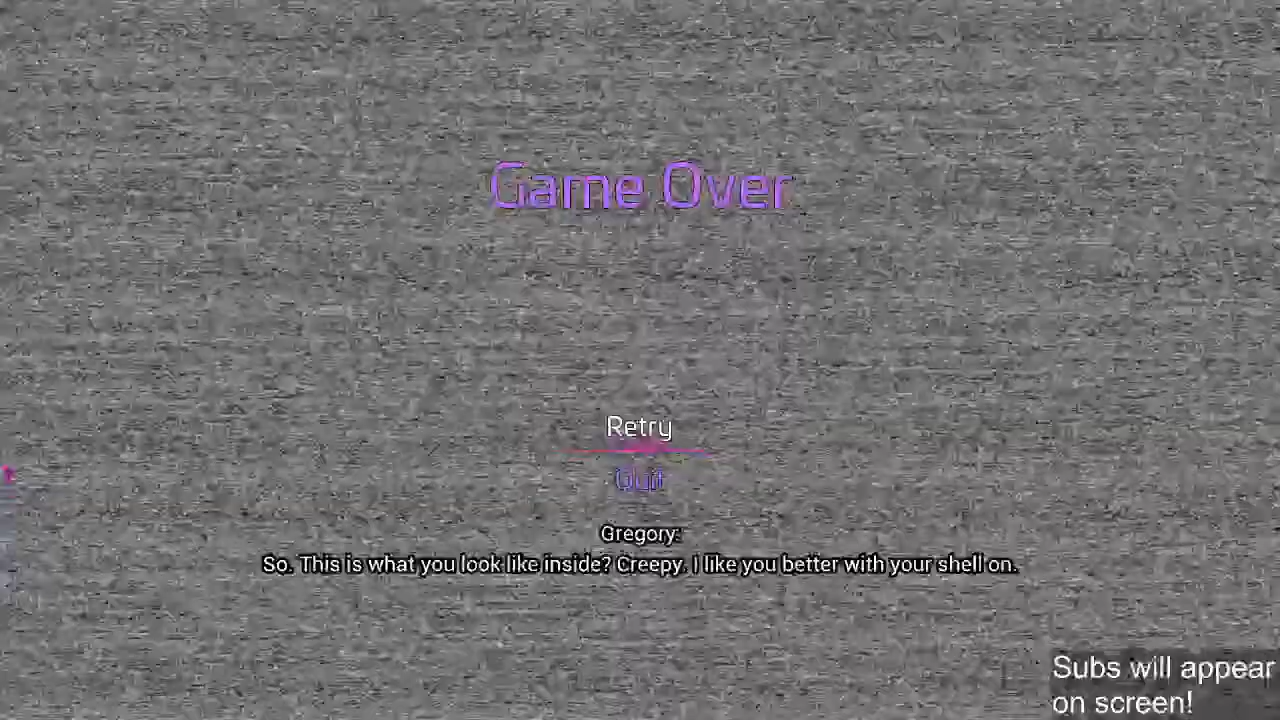 Game Over
Retry
Quit
Gregory:
So. This is what you look like inside? Creepy. I like you better with your shell on.
Subs will appear
on screen!